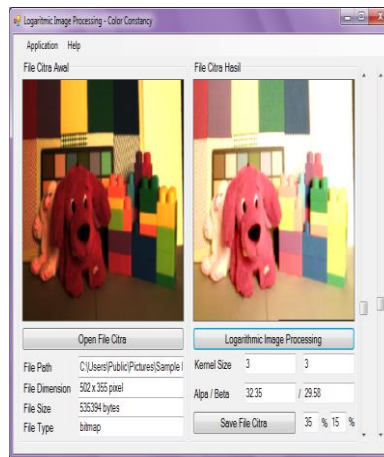 Logaritmic Image Processing - Color Constancy
Application Help
File Citra Awal
File Citra Hasil
Open File Citra
Logarithmic Image Processing
File Path C:\Users\Public\Pictures\Sample
Kernel Size 3 3
File Dimension 502 x 355 pixel
Alpa / Beta 32.35 / 29.58
File Size 535394 bytes
File Type bitmap
Save File Citra 35 % 15 %